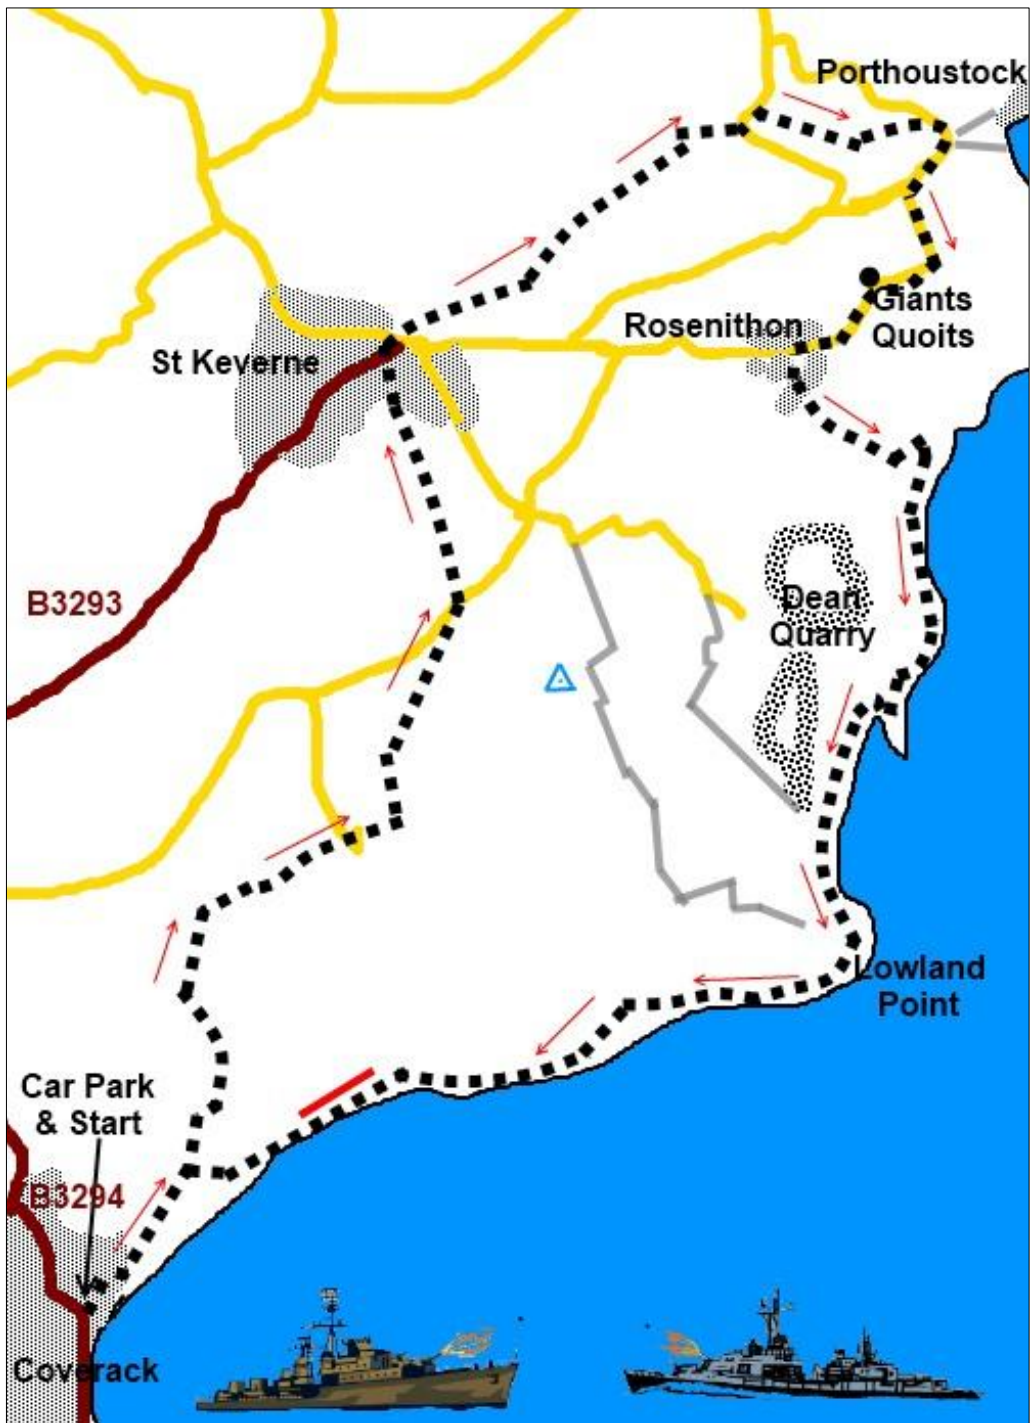 Porthoustock
Giants
Quoits
Rosenithon
St Keverne
B3293
Dean
Quarry
Lowland
Point
Car Park
& Start
B3294
Coverack